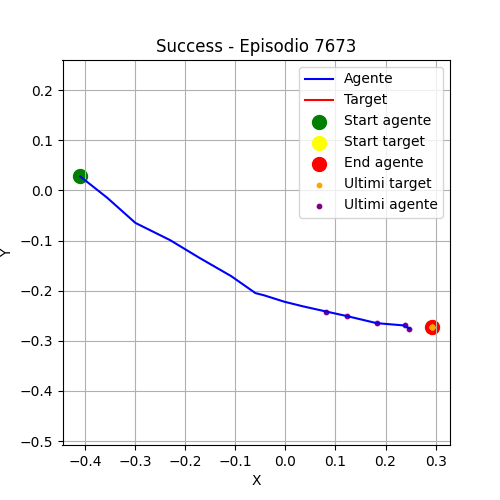 Success - Episodio 7673
Agente
Target
Start agente
Start target
End agente
Ultimi target
Ultimi agente
0.2
0.1
0.0
−0.1
−0.2
−0.3
−0.4
−0.5
Y
−0.4
−0.3
−0.2
−0.1
0.0
0.1
0.2
0.3
X